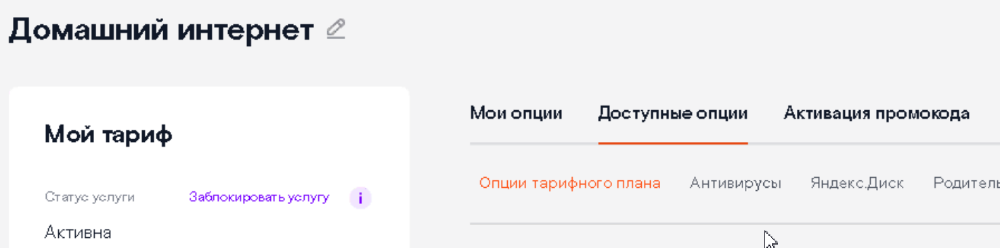 Домашний интернет
Мой тариф
Статус услуги Заблокировать услугу i
Активна
Мои опции Доступные опции Активация промокода
Опции тарифного плана Антивирусы Яндекс.Диск